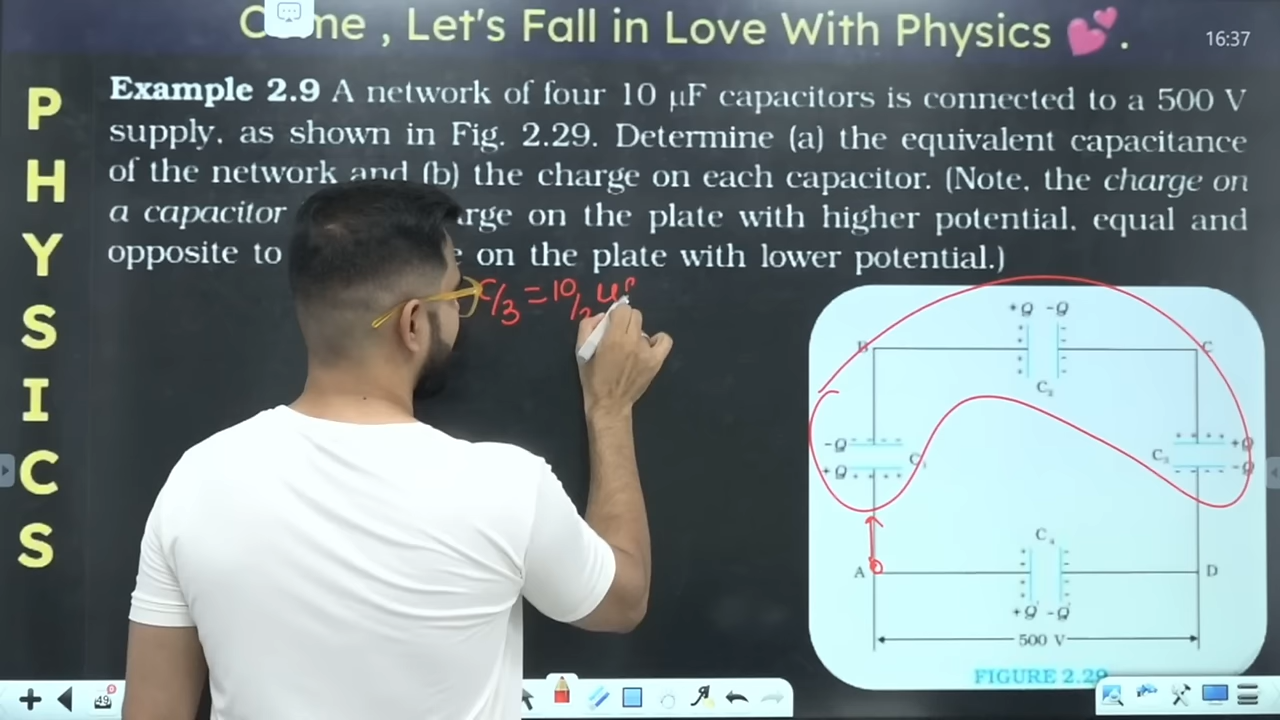 Come , Let's Fall in Love With Physics 💕 .
16:37
PHYSICS
Example 2.9 A network of four 10 μF capacitors is connected to a 500 V
supply, as shown in Fig. 2.29. Determine (a) the equivalent capacitance
of the network and (b) the charge on each capacitor. (Note, the charge on
a capacitor on the plate with higher potential, equal and
opposite to on the plate with lower potential.)
C/3 = 10/3
+Q -Q
B C
C₂
-Q +Q
C₁ C₃
+Q -Q
C₄
A D
+Q' -Q'
500 V
FIGURE 2.29
49